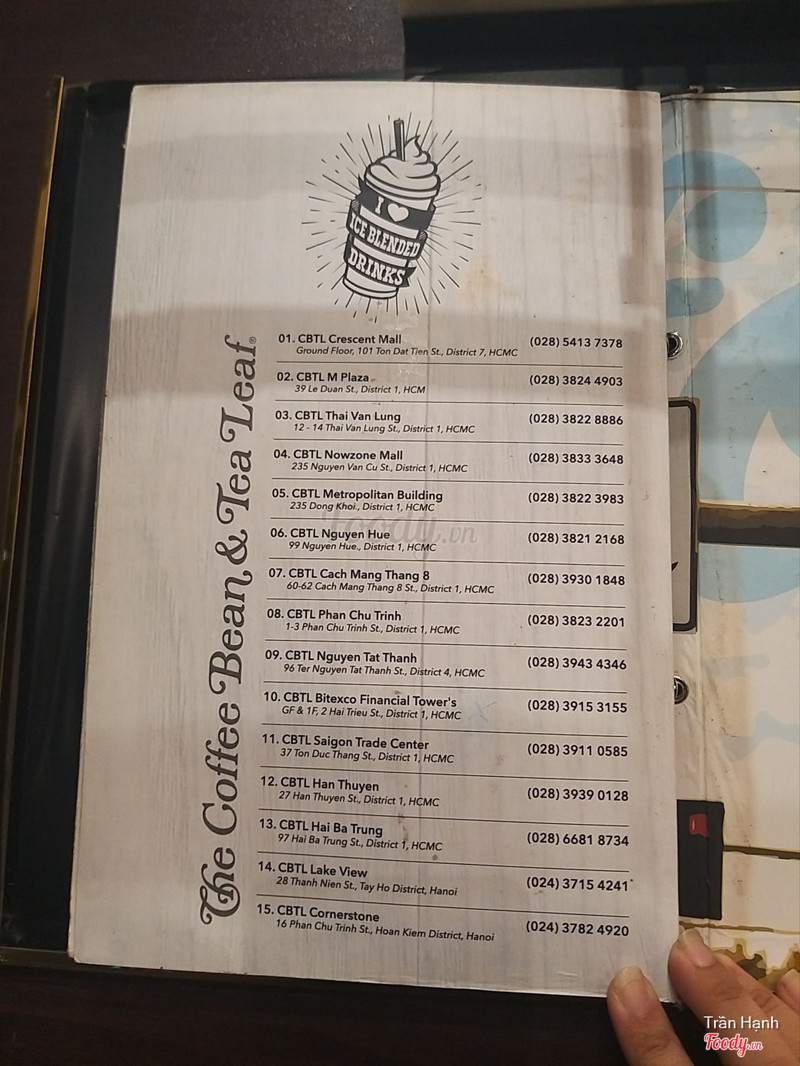 I ♥
ICE BLENDED
DRINKS
The Coffee Bean & Tea Leaf®
01. CBTL Crescent Mall (028) 5413 7378
Ground Floor, 101 Ton Dat Tien St., District 7, HCMC
02. CBTL M Plaza (028) 3824 4903
39 Le Duan St., District 1, HCM
03. CBTL Thai Van Lung (028) 3822 8886
12 - 14 Thai Van Lung St., District 1, HCMC
04. CBTL Nowzone Mall (028) 3833 3648
235 Nguyen Van Cu St., District 1, HCMC
05. CBTL Metropolitan Building (028) 3822 3983
235 Dong Khoi., District 1, HCMC
06. CBTL Nguyen Hue (028) 3821 2168
99 Nguyen Hue., District 1, HCMC
07. CBTL Cach Mang Thang 8 (028) 3930 1848
60-62 Cach Mang Thang 8 St., District 1, HCMC
08. CBTL Phan Chu Trinh (028) 3823 2201
1-3 Phan Chu Trinh St., District 1, HCMC
09. CBTL Nguyen Tat Thanh (028) 3943 4346
96 Ter Nguyen Tat Thanh St., District 4, HCMC
10. CBTL Bitexco Financial Tower's (028) 3915 3155
GF & 1F, 2 Hai Trieu St., District 1, HCMC
11. CBTL Saigon Trade Center (028) 3911 0585
37 Ton Duc Thang St., District 1, HCMC
12. CBTL Han Thuyen (028) 3939 0128
27 Han Thuyen St., District 1, HCMC
13. CBTL Hai Ba Trung (028) 6681 8734
97 Hai Ba Trung St., District 1, HCMC
14. CBTL Lake View (024) 3715 4241
28 Thanh Nien St., Tay Ho District, Hanoi
15. CBTL Cornerstone (024) 3782 4920
16 Phan Chu Trinh St., Hoan Kiem District, Hanoi
Foody.vn
Trần Hạnh
Foody.vn